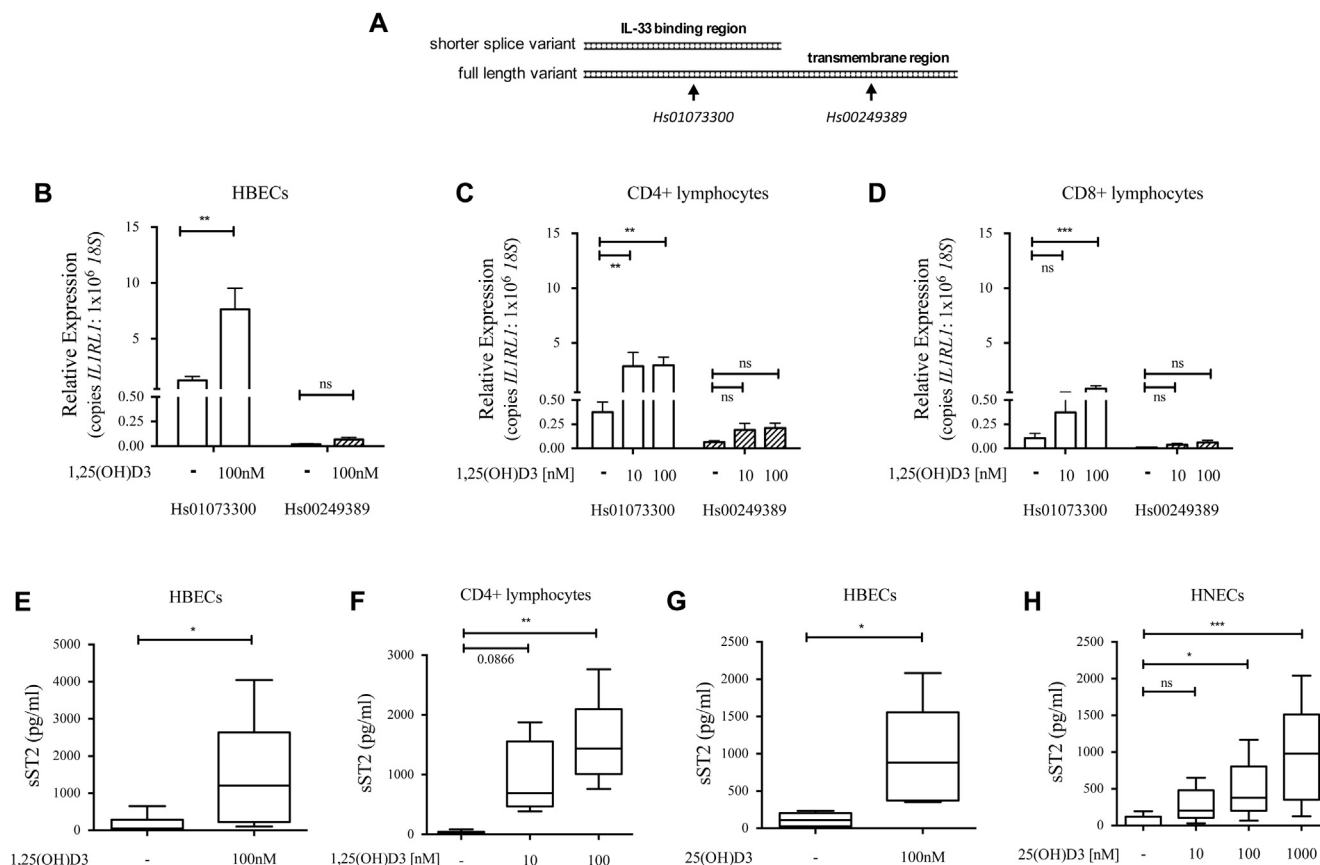 A
IL-33 binding region
shorter splice variant
transmembrane region
full length variant
Hs01073300 Hs00249389
B
HBECs
Relative Expression
(copies IL1RL1: 1x10⁶ 18S)
15
10
5
0.50
0.25
0.00
**
ns
1,25(OH)D3 - 100nM - 100nM
Hs01073300 Hs00249389
C
CD4+ lymphocytes
Relative Expression
(copies IL1RL1: 1x10⁶ 18S)
15
10
5
0.50
0.25
0.00
**
**
ns
ns
1,25(OH)D3 [nM] - 10 100 - 10 100
Hs01073300 Hs00249389
D
CD8+ lymphocytes
Relative Expression
(copies IL1RL1: 1x10⁶ 18S)
15
10
5
0.50
0.25
0.00
***
ns
ns
ns
1,25(OH)D3 [nM] - 10 100 - 10 100
Hs01073300 Hs00249389
E
HBECs
sST2 (pg/ml)
5000
4000
3000
2000
1000
0
*
1,25(OH)D3 - 100nM
F
CD4+ lymphocytes
sST2 (pg/ml)
3000
2000
1000
0
**
0.0866
1,25(OH)D3 [nM] - 10 100
G
HBECs
sST2 (pg/ml)
2500
2000
1500
1000
500
0
*
25(OH)D3 - 100nM
H
HNECs
sST2 (pg/ml)
2500
2000
1500
1000
500
0
***
*
ns
25(OH)D3 [nM] - 10 100 1000